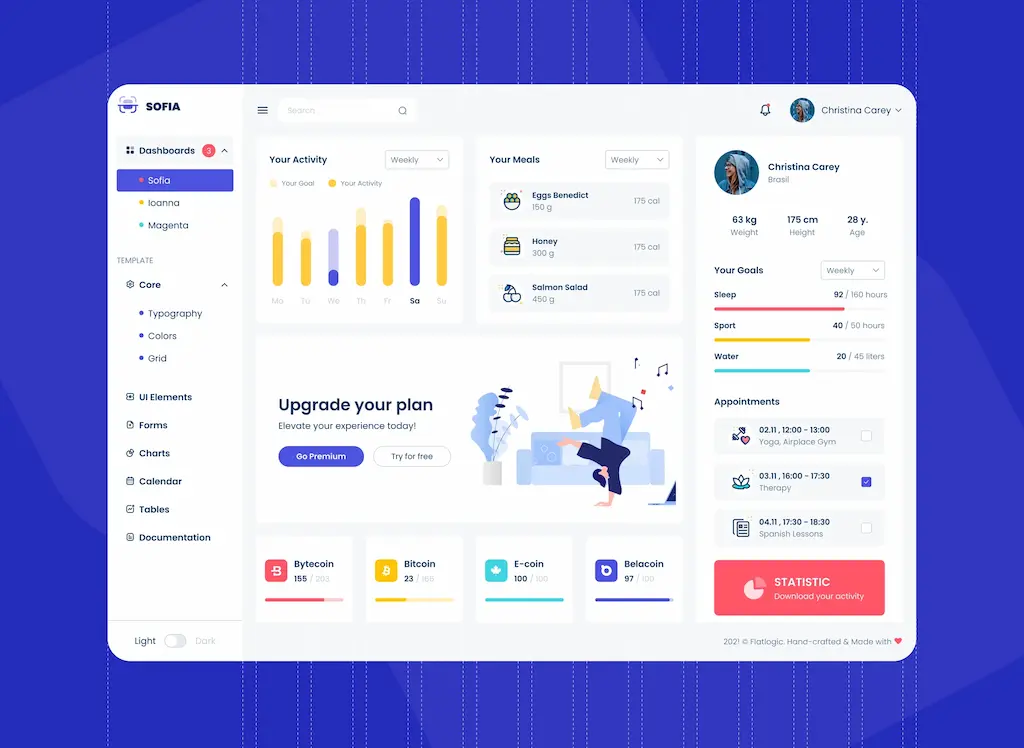 SOFIA
Search
Christina Carey
Dashboards 3
Sofia
Ioanna
Magenta
TEMPLATE
Core
Typography
Colors
Grid
UI Elements
Forms
Charts
Calendar
Tables
Documentation
Light Dark
Your Activity Weekly
Your Goal Your Activity
Mo Tu We Th Fr Sa Su
Your Meals Weekly
Eggs Benedict
150 g
175 cal
Honey
300 g
175 cal
Salmon Salad
450 g
175 cal
Upgrade your plan
Elevate your experience today!
Go Premium Try for free
Bytecoin
155 / 203
Bitcoin
23 / 168
E-coin
100 / 100
Belacoin
97 / 100
Christina Carey
Brasil
63 kg 175 cm 28 y.
Weight Height Age
Your Goals Weekly
Sleep 92 / 160 hours
Sport 40 / 50 hours
Water 20 / 45 liters
Appointments
02.11 , 12:00 - 13:00
Yoga, Airplace Gym
03.11 , 16:00 - 17:30
Therapy
04.11 , 17:30 - 18:30
Spanish Lessons
STATISTIC
Download your activity
2021 © Flatlogic. Hand-crafted & Made with ❤